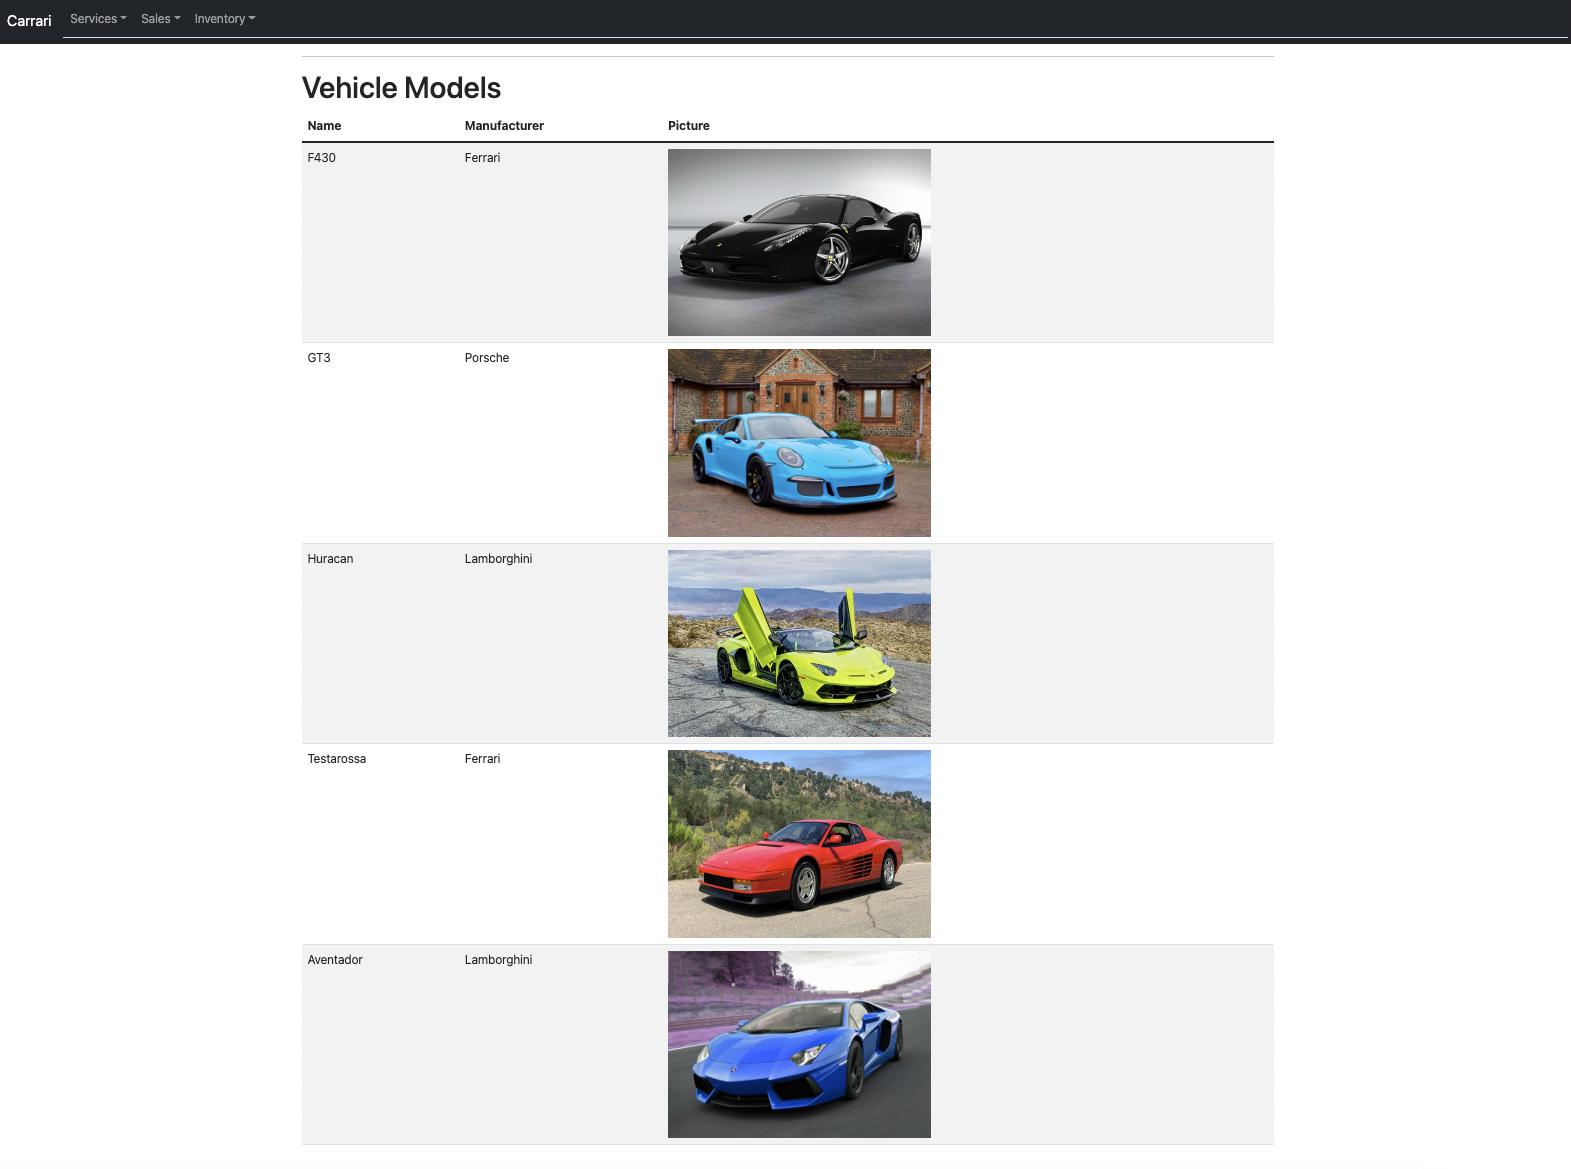 Carrari Services Sales Inventory
Vehicle Models
Name Manufacturer Picture
F430 Ferrari
GT3 Porsche
Huracan Lamborghini
Testarossa Ferrari
Aventador Lamborghini